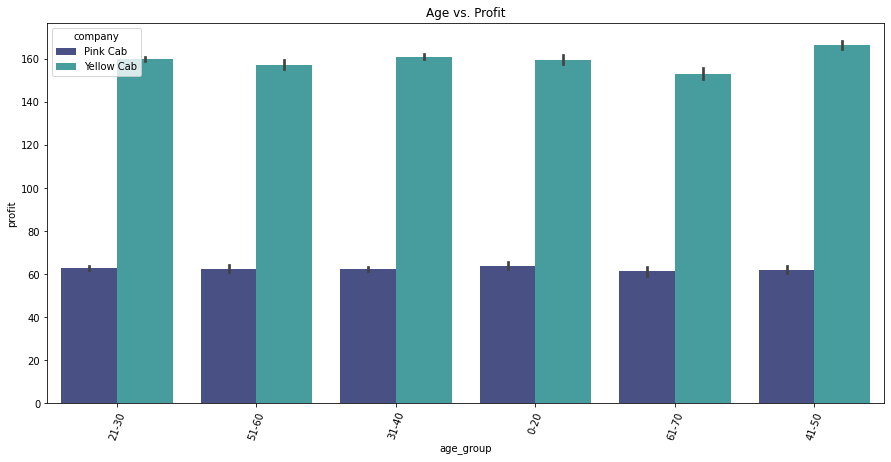 Age vs. Profit
company
Pink Cab
Yellow Cab
profit
160
140
120
100
80
60
40
20
0
21-30
51-60
31-40
0-20
61-70
41-50
age_group